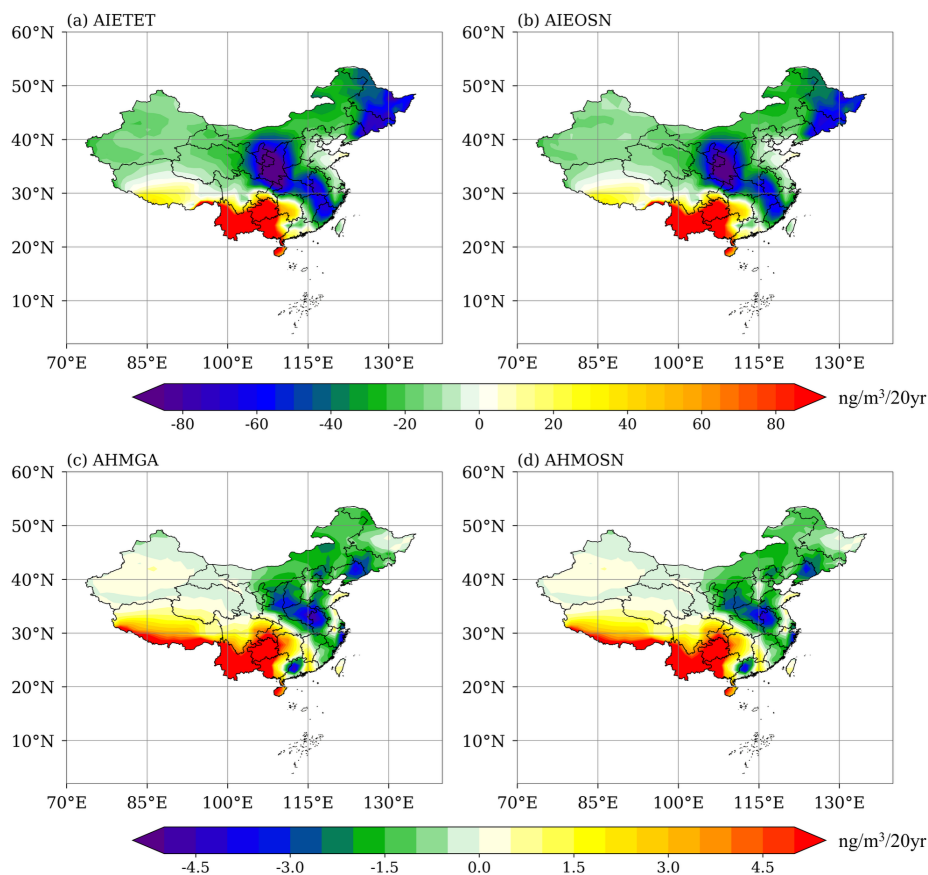 (a) AIETET
(b) AIEOSN
60°N
60°N
50°N
50°N
40°N
40°N
30°N
30°N
20°N
20°N
10°N
10°N
70°E 85°E 100°E 115°E 130°E
70°E 85°E 100°E 115°E 130°E
-80 -60 -40 -20 0 20 40 60 80
ng/m³/20yr
(c) AHMGA
(d) AHMOSN
60°N
60°N
50°N
50°N
40°N
40°N
30°N
30°N
20°N
20°N
10°N
10°N
70°E 85°E 100°E 115°E 130°E
70°E 85°E 100°E 115°E 130°E
-4.5 -3.0 -1.5 0.0 1.5 3.0 4.5
ng/m³/20yr